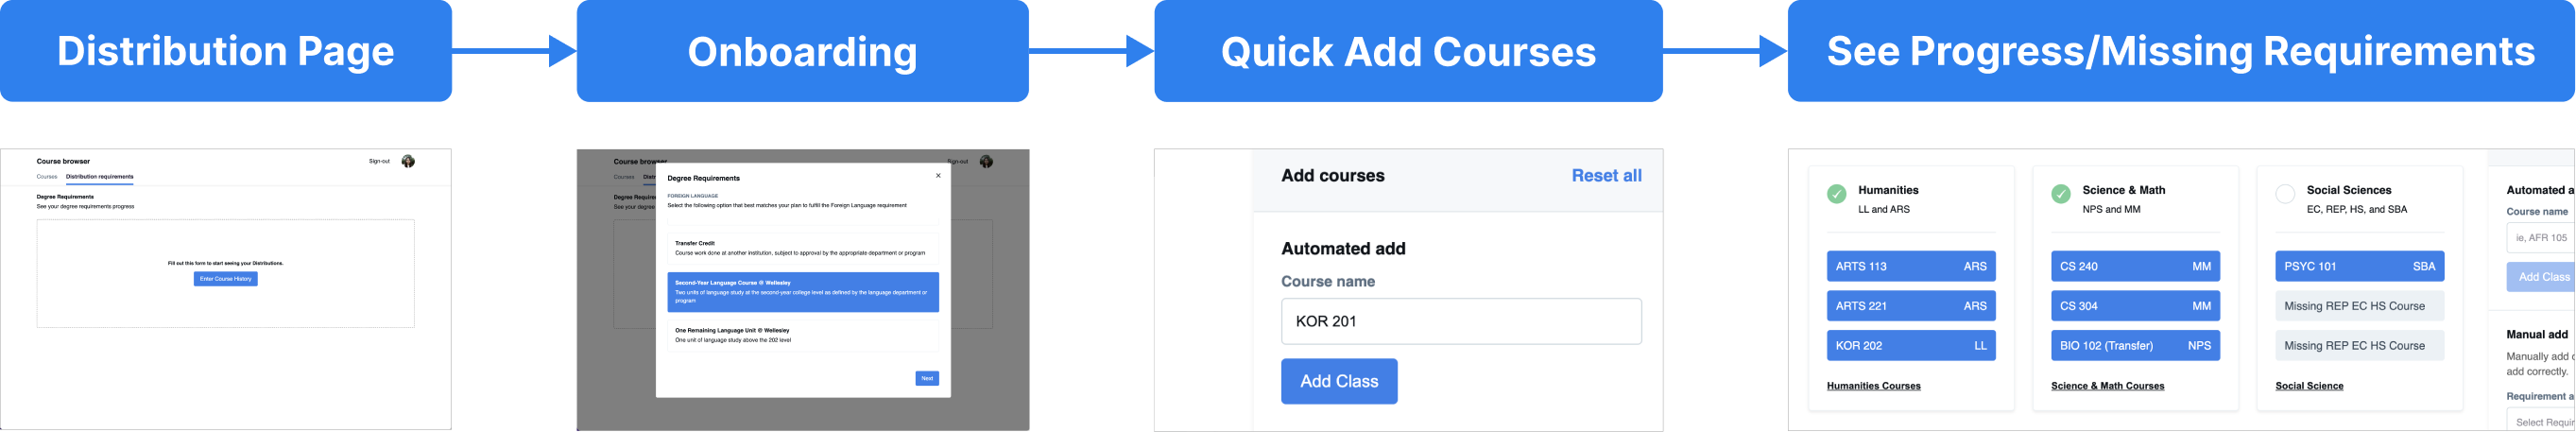 Distribution Page
Onboarding
Quick Add Courses
See Progress/Missing Requirements
Course browser
Sign-out
Courses
Distribution requirements
Degree Requirements
See your degree requirements progress
Fill out this form to start seeing your Distributions.
Enter Course History
Course browser
Sign-out
Courses
Distr
Degree Require
See your degree
Degree Requirements
FOREIGN LANGUAGE
Select the following option that best matches your plan to fulfill the Foreign Language requirement
Transfer Credit
Course work done at another institution, subject to approval by the appropriate department or program
Second-Year Language Course @ Wellesley
Two units of language study at the second-year college level as defined by the language department or
program
One Remaining Language Unit @ Wellesley
One unit of language study above the 202 level
Next
Add courses
Reset all
Automated add
Course name
KOR 201
Add Class
Humanities
LL and ARS
ARTS 113 ARS
ARTS 221 ARS
KOR 202 LL
Humanities Courses
Science & Math
NPS and MM
CS 240 MM
CS 304 MM
BIO 102 (Transfer) NPS
Science & Math Courses
Social Sciences
EC, REP, HS, and SBA
PSYC 101 SBA
Missing REP EC HS Course
Missing REP EC HS Course
Social Science
Automated a
Course name
ie, AFR 105
Add Class
Manual add
Manually add
add correctly.
Requirement a
Select Requir